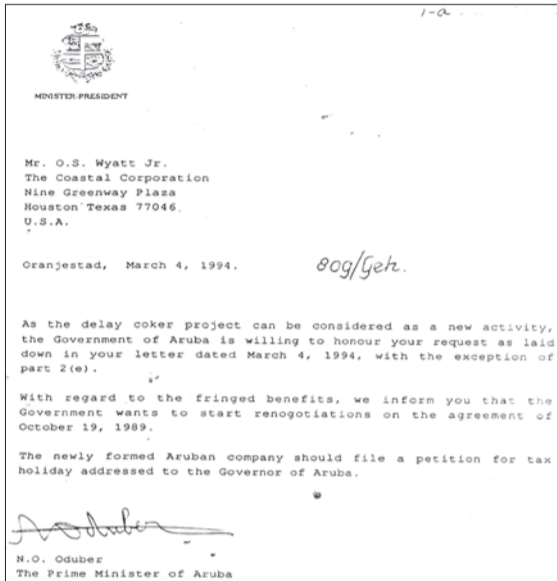 1-a
MINISTER-PRESIDENT
Mr. O.S. Wyatt Jr.
The Coastal Corporation
Nine Greenway Plaza
Houston Texas 77046.
U.S.A.
Oranjestad, March 4, 1994.
809/Geh.
As the delay coker project can be considered as a new activity,
the Government of Aruba is willing to honour your request as laid
down in your letter dated March 4, 1994, with the exception of
part 2(e).
With regard to the fringed benefits, we inform you that the
Government wants to start renogotiations on the agreement of
October 19, 1989.
The newly formed Aruban company should file a petition for tax
holiday addressed to the Governor of Aruba.
N.O. Oduber
N.O. Oduber
The Prime Minister of Aruba